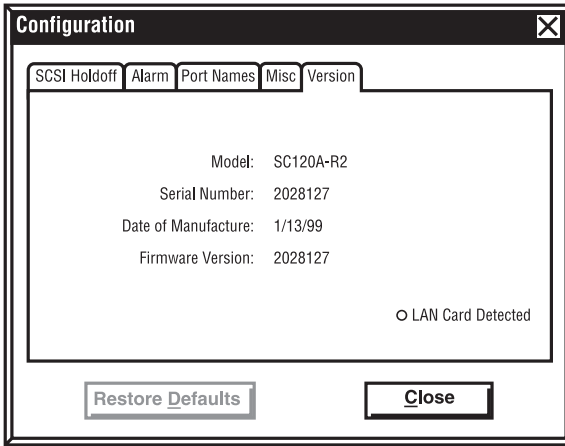 Configuration
SCSI Holdoff Alarm Port Names Misc Version
Model: SC120A-R2
Serial Number: 2028127
Date of Manufacture: 1/13/99
Firmware Version: 2028127
LAN Card Detected
Restore Defaults Close